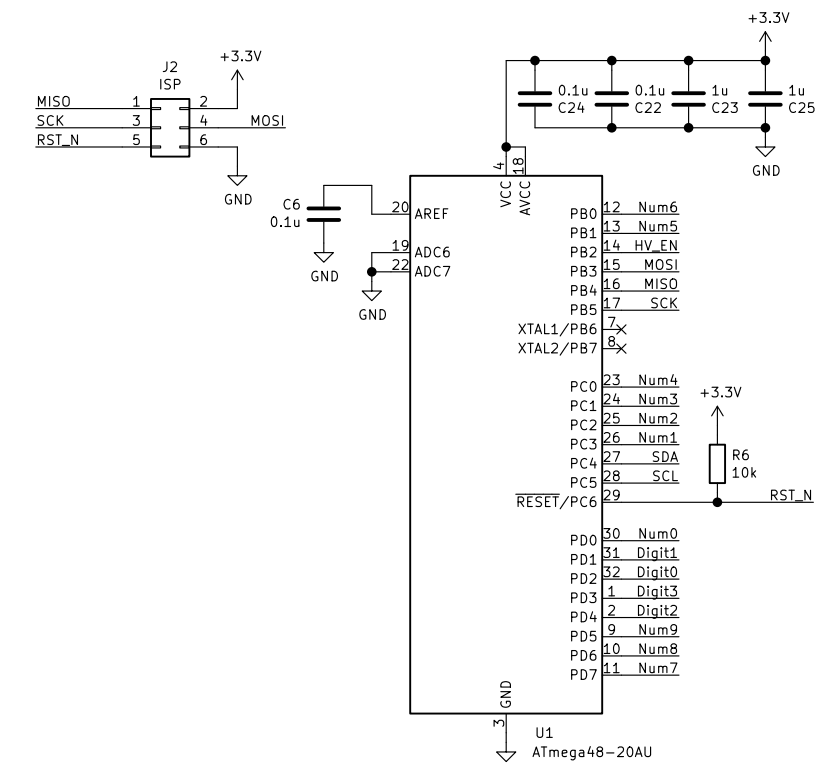 J2
ISP
+3.3V
MISO 1 2
SCK 3 4 MOSI
RST_N 5 6
GND
+3.3V
0.1u C24
0.1u C22
1u C23
1u C25
GND
4 VCC
18 AVCC
C6
0.1u
GND
20 AREF
19 ADC6
22 ADC7
GND
PB0 12 Num6
PB1 13 Num5
PB2 14 HV_EN
PB3 15 MOSI
PB4 16 MISO
PB5 17 SCK
XTAL1/PB6 7
XTAL2/PB7 8
PC0 23 Num4
PC1 24 Num3
PC2 25 Num2
PC3 26 Num1
PC4 27 SDA
PC5 28 SCL
RESET/PC6 29
+3.3V
R6
10k
RST_N
PD0 30 Num0
PD1 31 Digit1
PD2 32 Digit0
PD3 1 Digit3
PD4 2 Digit2
PD5 9 Num9
PD6 10 Num8
PD7 11 Num7
GND
3
U1
ATmega48-20AU